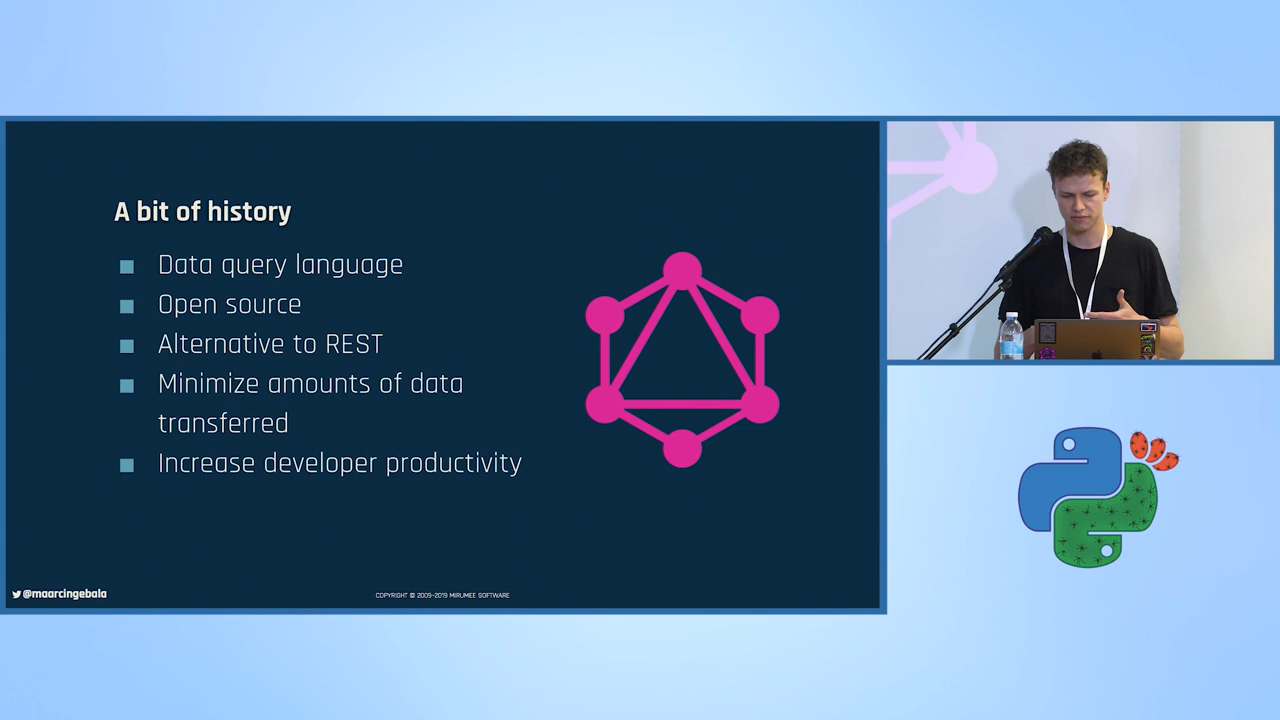 A bit of history
Data query language
Open source
Alternative to REST
Minimize amounts of data
transferred
Increase developer productivity
@maarcingebala
COPYRIGHT © 2009-2019 MIRUMEE SOFTWARE